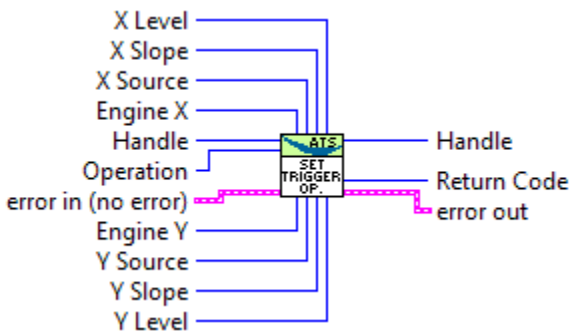 X Level
X Slope
X Source
Engine X
Handle
Operation
error in (no error)
Engine Y
Y Source
Y Slope
Y Level
ATS
SET
TRIGGER
OP.
Handle
Return Code
error out